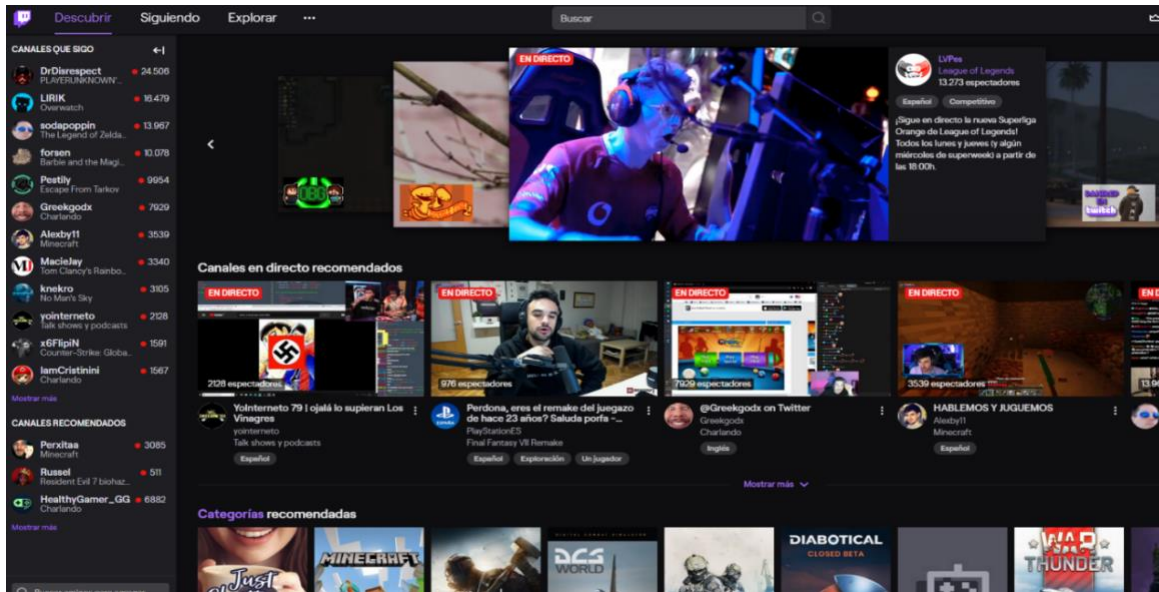 Descubrir
Siguiendo
Explorar
Buscar
CANALES QUE SIGO
DrDisrespect 24.506
PLAYERUNKNOWN'...
LIRIK 16.479
Overwatch
sodapoppin 13.967
The Legend of Zelda...
forsen 10.078
Barbie and the Magi...
Pestily 9954
Escape From Tarkov
Greekgodx 7929
Charlando
Alexby11 3539
Minecraft
MacieJay 3340
Tom Clancy's Rainbo...
knekro 3105
No Man's Sky
yointerneto 2128
Talk shows y podcasts
x6FlipiN 1591
Counter-Strike: Globa...
IamCristinini 1567
Charlando
Mostrar más
CANALES RECOMENDADOS
Perxitaa 3085
Minecraft
Russel 511
Resident Evil 7 biohaz...
HealthyGamer_GG 6882
Charlando
Mostrar más
EN DIRECTO
LVPes
League of Legends
13.273 espectadores
Español Competitivo
¡Sigue en directo la nueva Superliga
Orange de League of Legends!
Todos los lunes y jueves (y algún
miércoles de superweek) a partir de
las 18:00h.
twitch
Canales en directo recomendados
EN DIRECTO
2128 espectadores
YoInterneto 79 | ojalá lo supieran Los
Vinagres
yointerneto
Talk shows y podcasts
Español
EN DIRECTO
976 espectadores
Perdona, eres el remake del juegazo
de hace 23 años? Saluda porfa -...
PlayStationES
Final Fantasy VII Remake
Español Exploración Un jugador
EN DIRECTO
7929 espectadores
@Greekgodx on Twitter
Greekgodx
Charlando
Inglés
EN DIRECTO
3539 espectadores
HABLEMOS Y JUGUEMOS
Alexby11
Minecraft
Español
EN D
13.96
Mostrar más
Categorías recomendadas
Just
MINECRAFT
DCS
WORLD
DIABOTICAL
CLOSED BETA
WAR
THUNDER